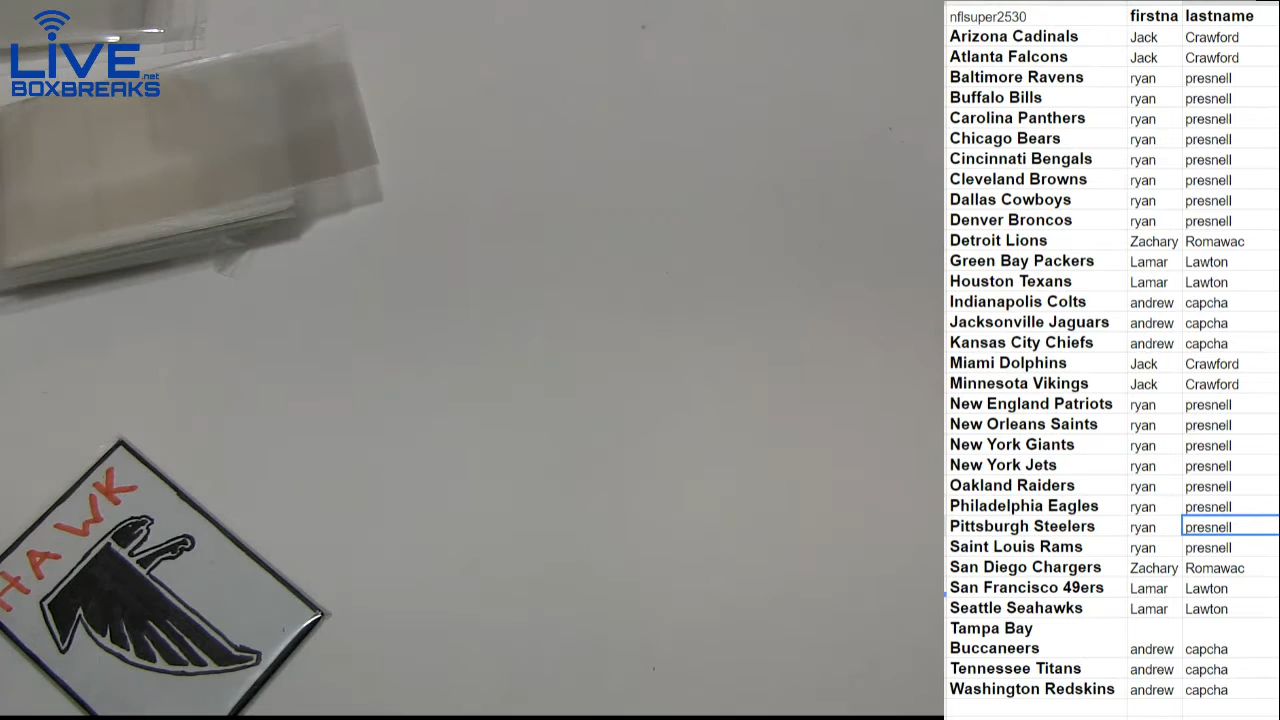 LIVE.net
BOXBREAKS
HAWK
nflsuper2530 firstna lastname
Arizona Cadinals Jack Crawford
Atlanta Falcons Jack Crawford
Baltimore Ravens ryan presnell
Buffalo Bills ryan presnell
Carolina Panthers ryan presnell
Chicago Bears ryan presnell
Cincinnati Bengals ryan presnell
Cleveland Browns ryan presnell
Dallas Cowboys ryan presnell
Denver Broncos ryan presnell
Detroit Lions Zachary Romawac
Green Bay Packers Lamar Lawton
Houston Texans Lamar Lawton
Indianapolis Colts andrew capcha
Jacksonville Jaguars andrew capcha
Kansas City Chiefs andrew capcha
Miami Dolphins Jack Crawford
Minnesota Vikings Jack Crawford
New England Patriots ryan presnell
New Orleans Saints ryan presnell
New York Giants ryan presnell
New York Jets ryan presnell
Oakland Raiders ryan presnell
Philadelphia Eagles ryan presnell
Pittsburgh Steelers ryan presnell
Saint Louis Rams ryan presnell
San Diego Chargers Zachary Romawac
San Francisco 49ers Lamar Lawton
Seattle Seahawks Lamar Lawton
Tampa Bay
Buccaneers andrew capcha
Tennessee Titans andrew capcha
Washington Redskins andrew capcha